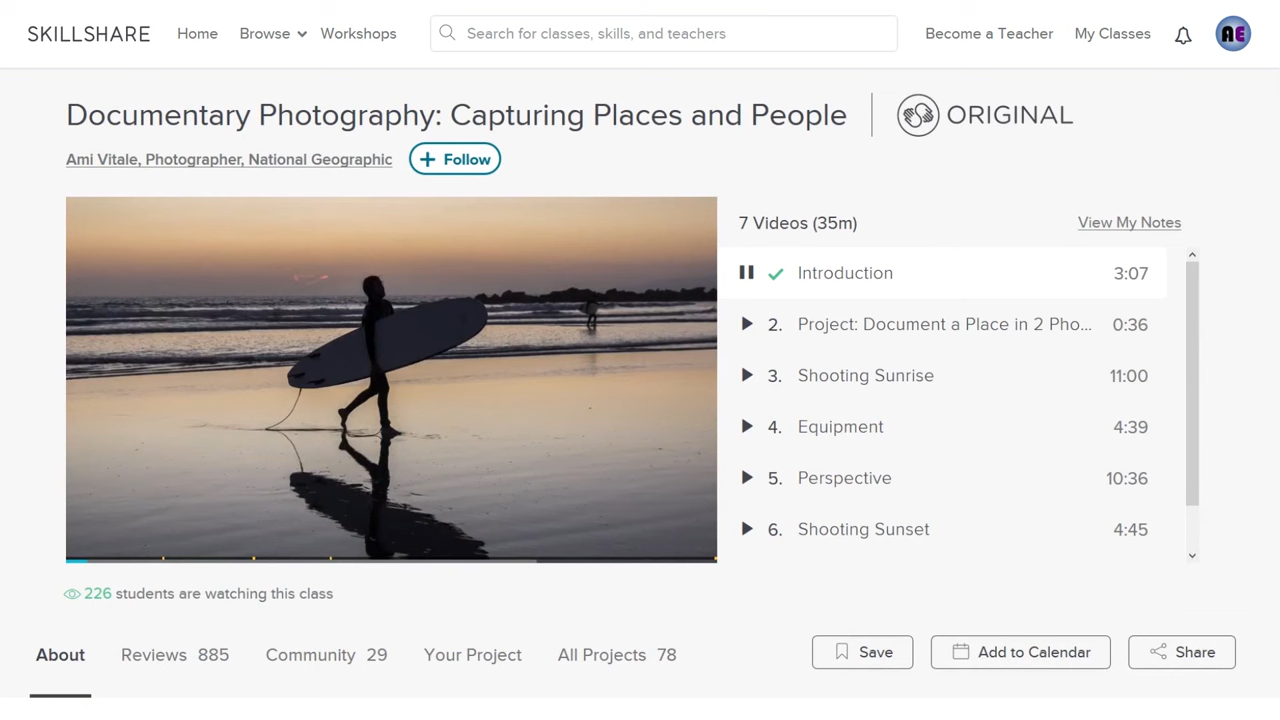 SKILLSHARE Home Browse Workshops Search for classes, skills, and teachers Become a Teacher My Classes AE
Documentary Photography: Capturing Places and People ORIGINAL
Ami Vitale, Photographer, National Geographic + Follow
7 Videos (35m) View My Notes
Introduction 3:07
2. Project: Document a Place in 2 Pho... 0:36
3. Shooting Sunrise 11:00
4. Equipment 4:39
5. Perspective 10:36
6. Shooting Sunset 4:45
226 students are watching this class
About Reviews 885 Community 29 Your Project All Projects 78 Save Add to Calendar Share